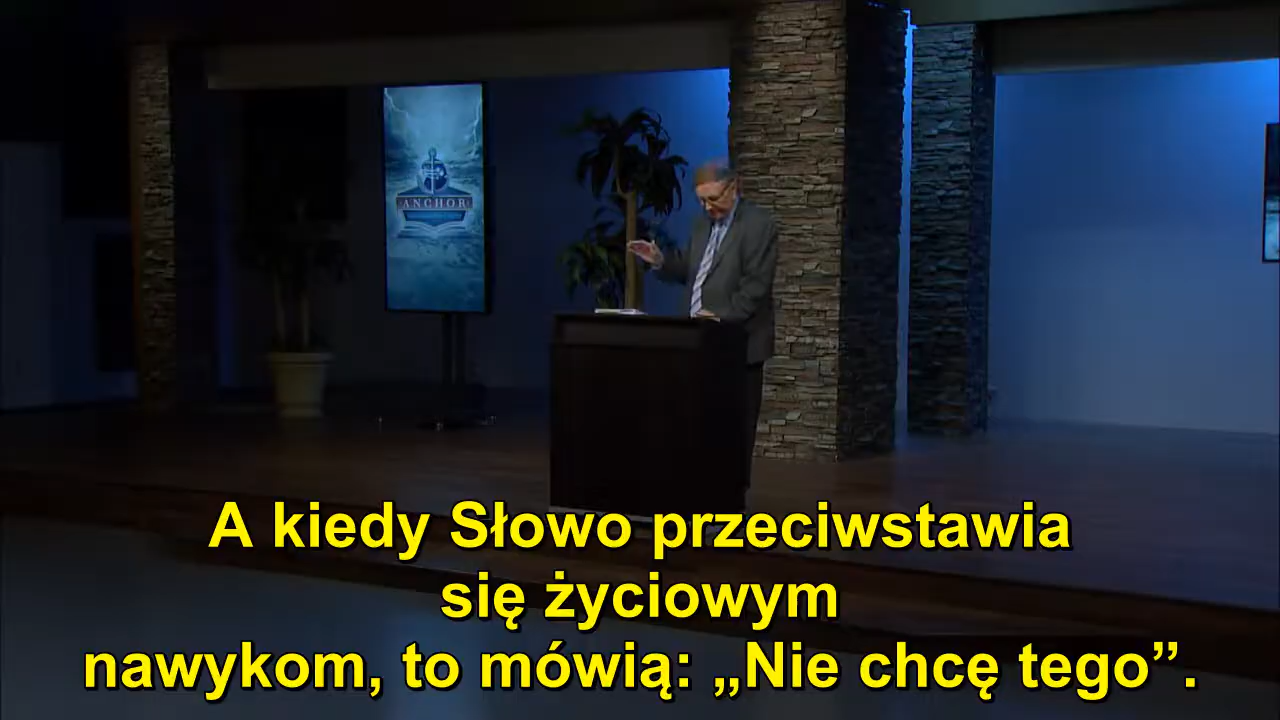 ANCHOR
A kiedy Słowo przeciwstawia
się życiowym
nawykom, to mówią: „Nie chcę tego”.